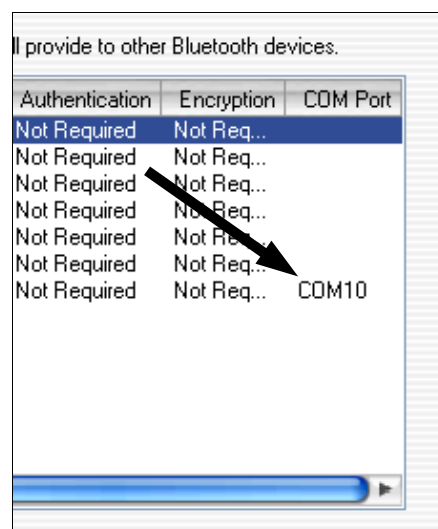 ll provide to other Bluetooth devices.
Authentication Encryption COM Port
Not Required Not Req...
Not Required Not Req...
Not Required Not Req...
Not Required Not Req...
Not Required Not Req...
Not Required Not Req...
Not Required Not Req... COM10